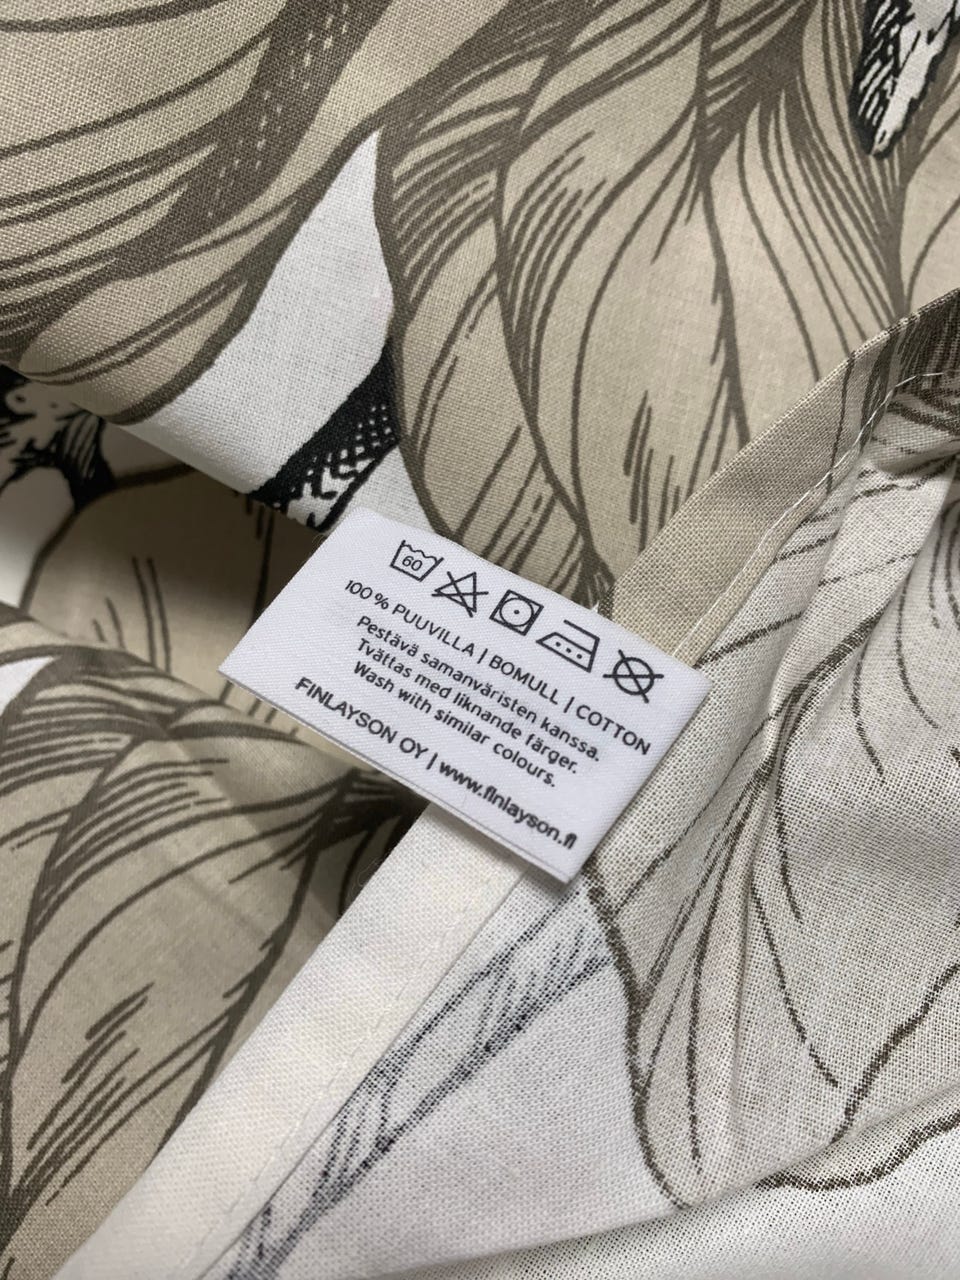 60
100 % PUUVILLA | BOMULL | COTTON
Pestävä samanväristen kanssa.
Tvättas med liknande färger.
Wash with similar colours.
FINLAYSON OY | www.finlayson.fi